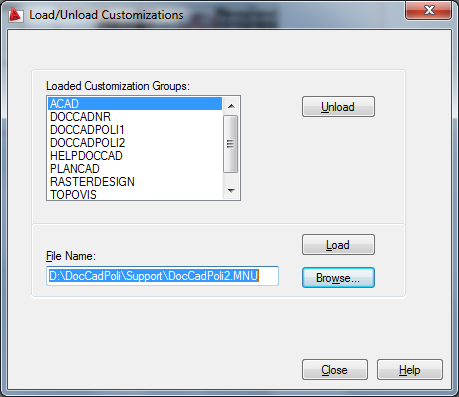 Load/Unload Customizations
Loaded Customization Groups:
ACAD
DOCCADNR
DOCCADPOLI1
DOCCADPOLI2
HELPDOCCAD
PLANCAD
RASTERDESIGN
TOPOVIS
Unload
File Name:
D:\DocCadPoli\Support\DocCadPoli2.MNU
Load
Browse...
Close
Help